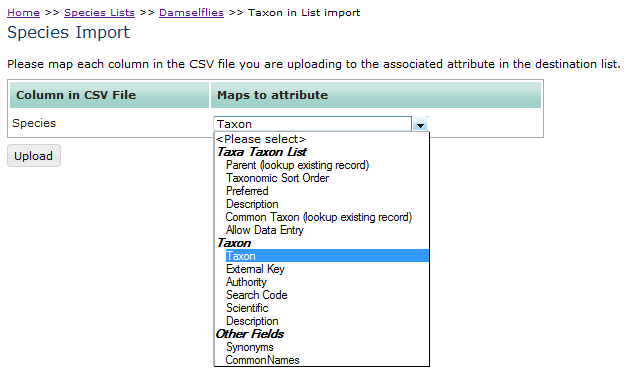 Home >> Species Lists >> Damselflies >> Taxon in List import
Species Import
Please map each column in the CSV file you are uploading to the associated attribute in the destination list.
Column in CSV File Maps to attribute
Species Taxon
<Please select>
Taxa Taxon List
Parent (lookup existing record)
Taxonomic Sort Order
Preferred
Description
Common Taxon (lookup existing record)
Allow Data Entry
Taxon
Taxon
External Key
Authority
Search Code
Scientific
Description
Other Fields
Synonyms
CommonNames
Upload